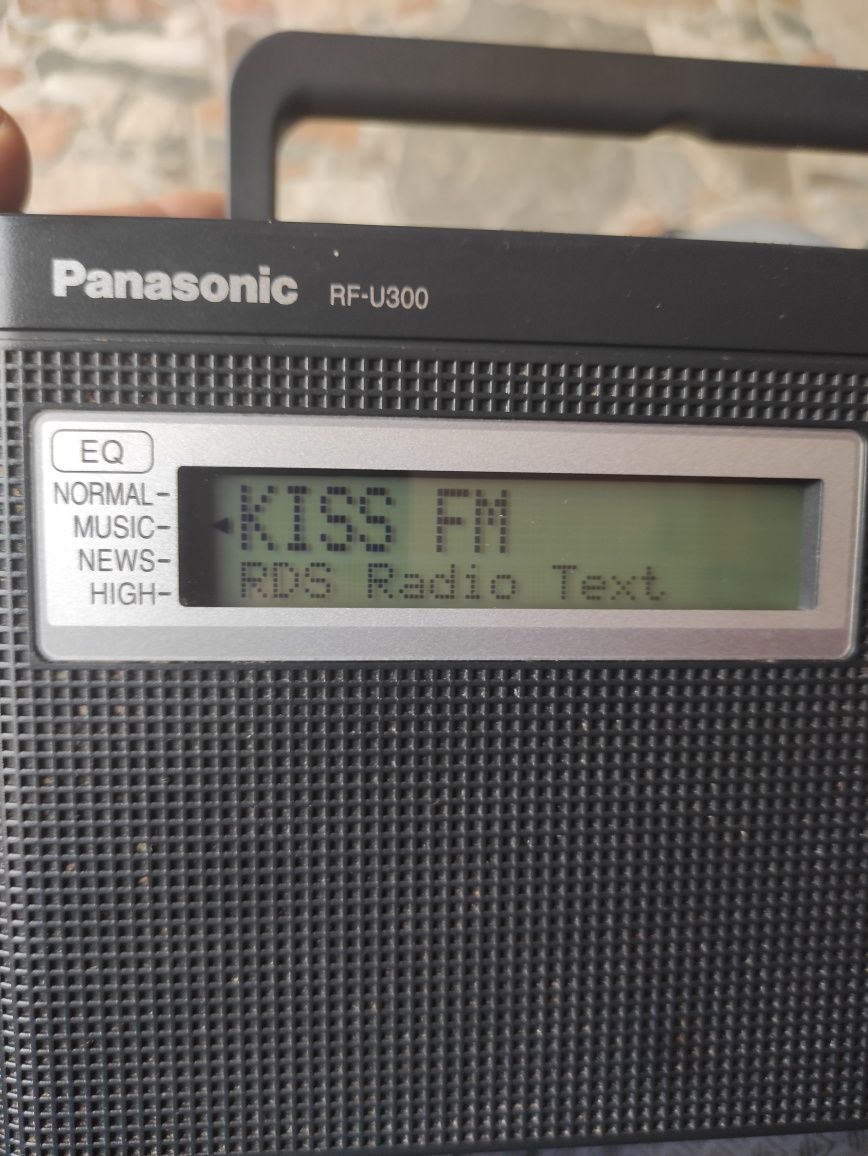 Panasonic RF-U300
EQ
NORMAL
MUSIC
NEWS
HIGH
KISS FM
RDS Radio Text